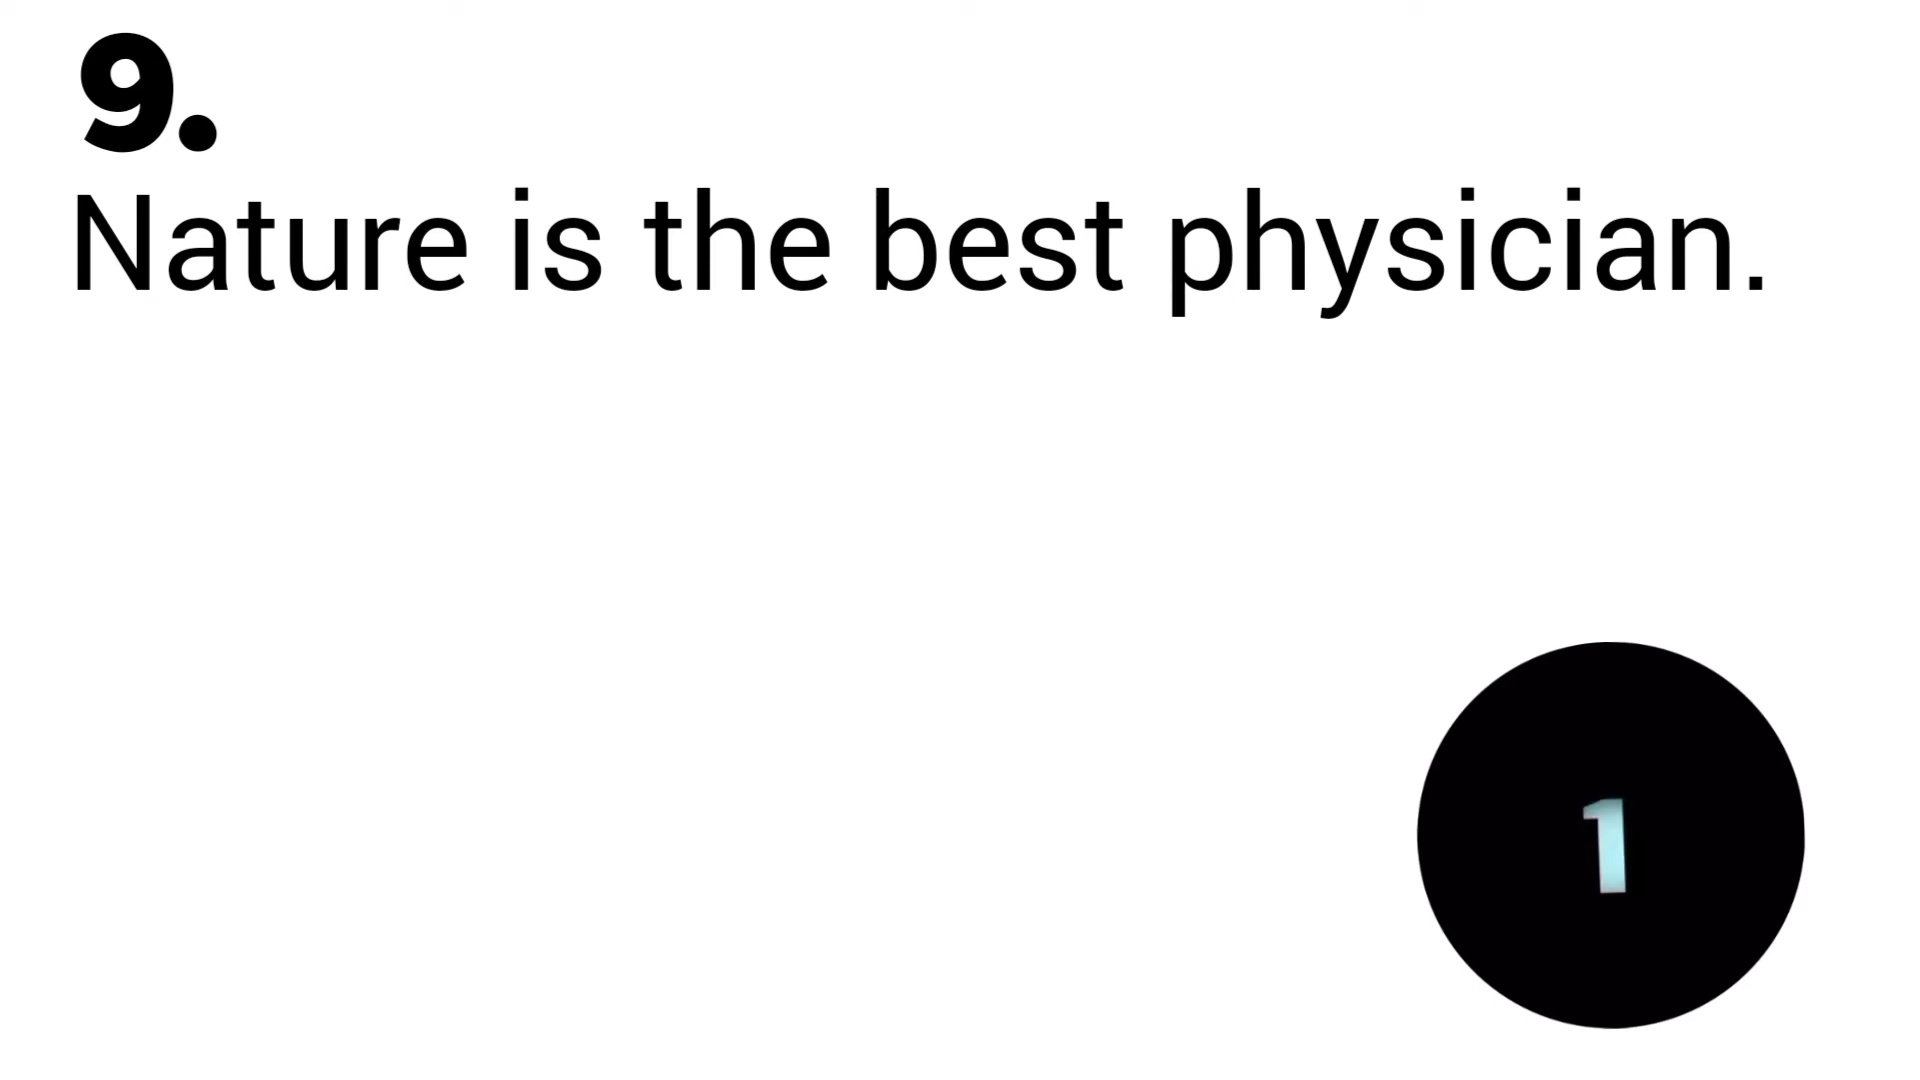 9.
Nature is the best physician.
1